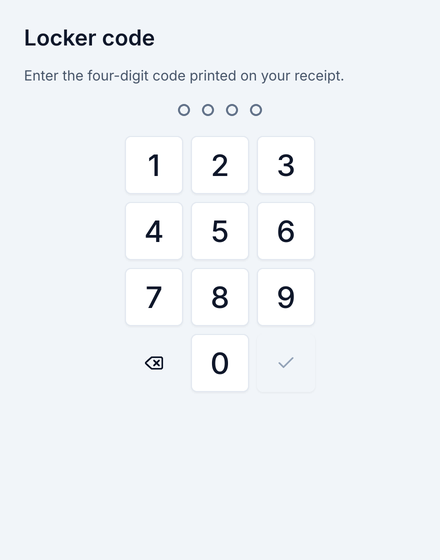 Locker code
Enter the four-digit code printed on your receipt.
1 2 3
4 5 6
7 8 9
0